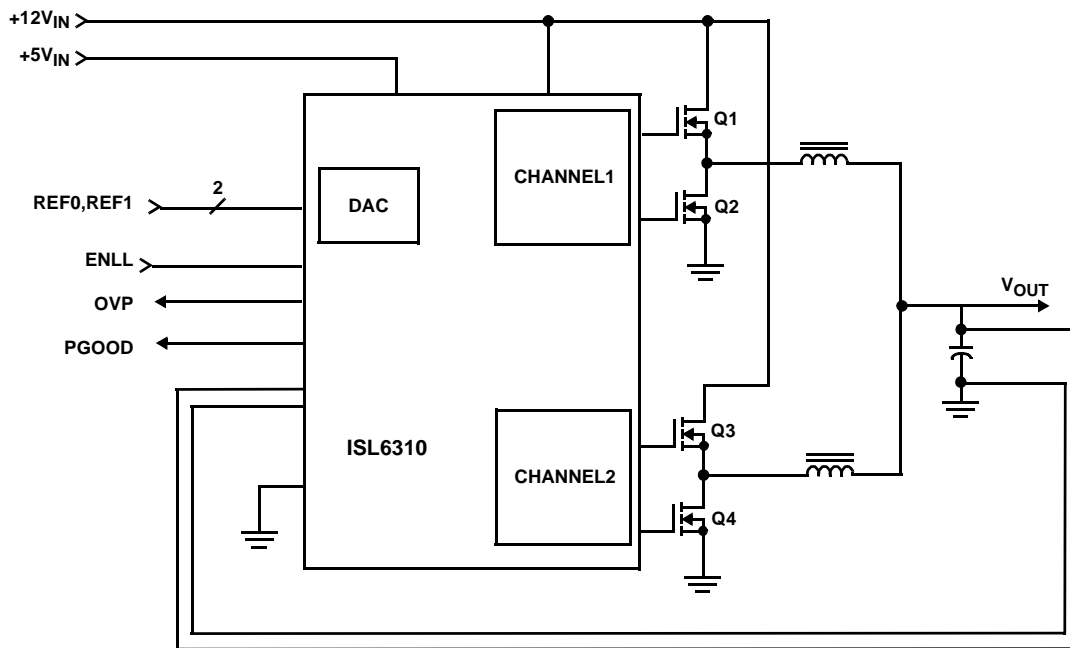 +12VIN
+5VIN
Q1
CHANNEL1
2
REF0,REF1
DAC
Q2
ENLL
VOUT
OVP
PGOOD
Q3
ISL6310
CHANNEL2
Q4